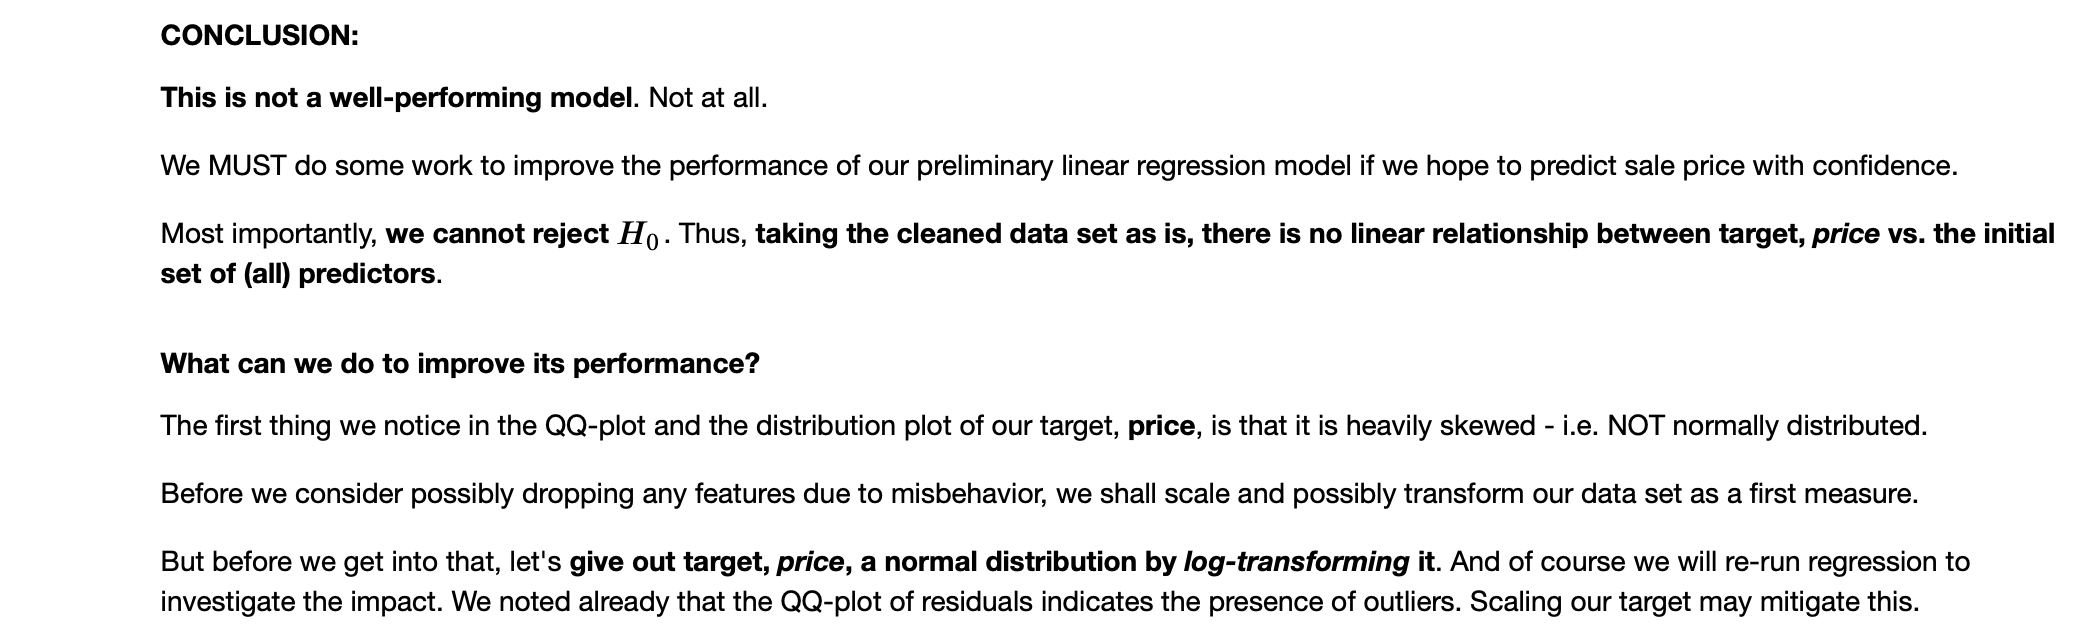 CONCLUSION:
This is not a well-performing model. Not at all.
We MUST do some work to improve the performance of our preliminary linear regression model if we hope to predict sale price with confidence.
Most importantly, we cannot reject H₀. Thus, taking the cleaned data set as is, there is no linear relationship between target, price vs. the initial
set of (all) predictors.
What can we do to improve its performance?
The first thing we notice in the QQ-plot and the distribution plot of our target, price, is that it is heavily skewed - i.e. NOT normally distributed.
Before we consider possibly dropping any features due to misbehavior, we shall scale and possibly transform our data set as a first measure.
But before we get into that, let's give out target, price, a normal distribution by log-transforming it. And of course we will re-run regression to
investigate the impact. We noted already that the QQ-plot of residuals indicates the presence of outliers. Scaling our target may mitigate this.